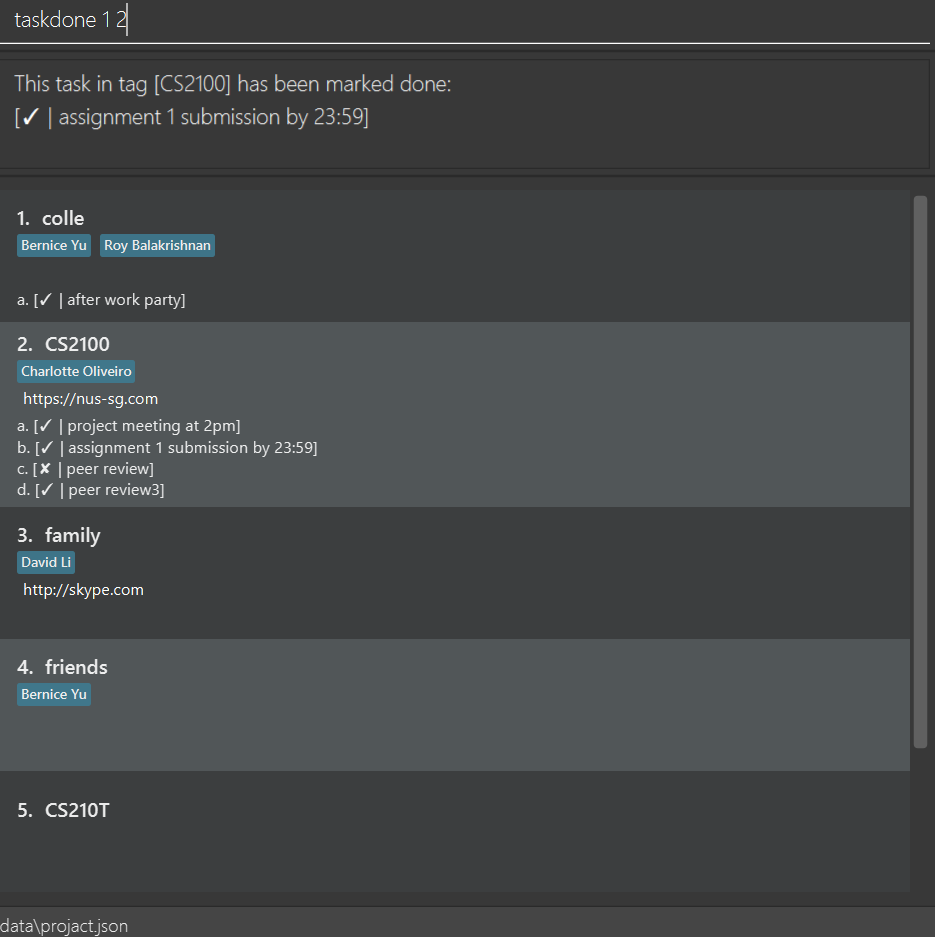 taskdone 1 2
This task in tag [CS2100] has been marked done:
[✓ | assignment 1 submission by 23:59]
1. colle
Bernice Yu Roy Balakrishnan
a. [✓ | after work party]
2. CS2100
Charlotte Oliveiro
https://nus-sg.com
a. [✓ | project meeting at 2pm]
b. [✓ | assignment 1 submission by 23:59]
c. [✘ | peer review]
d. [✓ | peer review3]
3. family
David Li
http://skype.com
4. friends
Bernice Yu
5. CS210T
data\projact.json